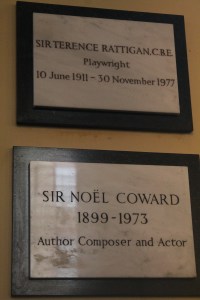 SIR TERENCE RATTIGAN, C.B.E.
Playwright
10 June 1911 – 30 November 1977
SIR NOËL COWARD
1899-1973
Author Composer and Actor